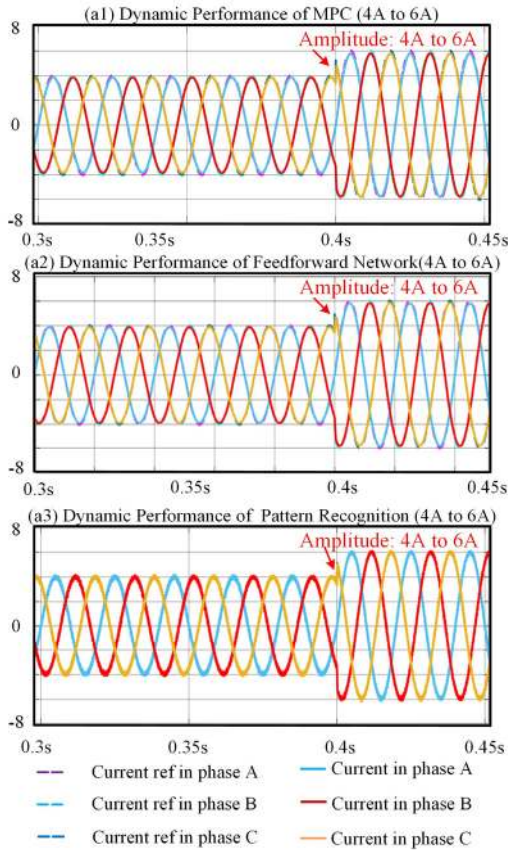 (a1) Dynamic Performance of MPC (4A to 6A)
8
Amplitude: 4A to 6A
0
-8
0.3s 0.35s 0.4s 0.45s
(a2) Dynamic Performance of Feedforward Network(4A to 6A)
8
Amplitude: 4A to 6A
0
-8
0.3s 0.35s 0.4s 0.45s
(a3) Dynamic Performance of Pattern Recognition (4A to 6A)
8
Amplitude: 4A to 6A
0
-8
0.3s 0.35s 0.4s 0.45s
Current ref in phase A Current in phase A
Current ref in phase B Current in phase B
Current ref in phase C Current in phase C